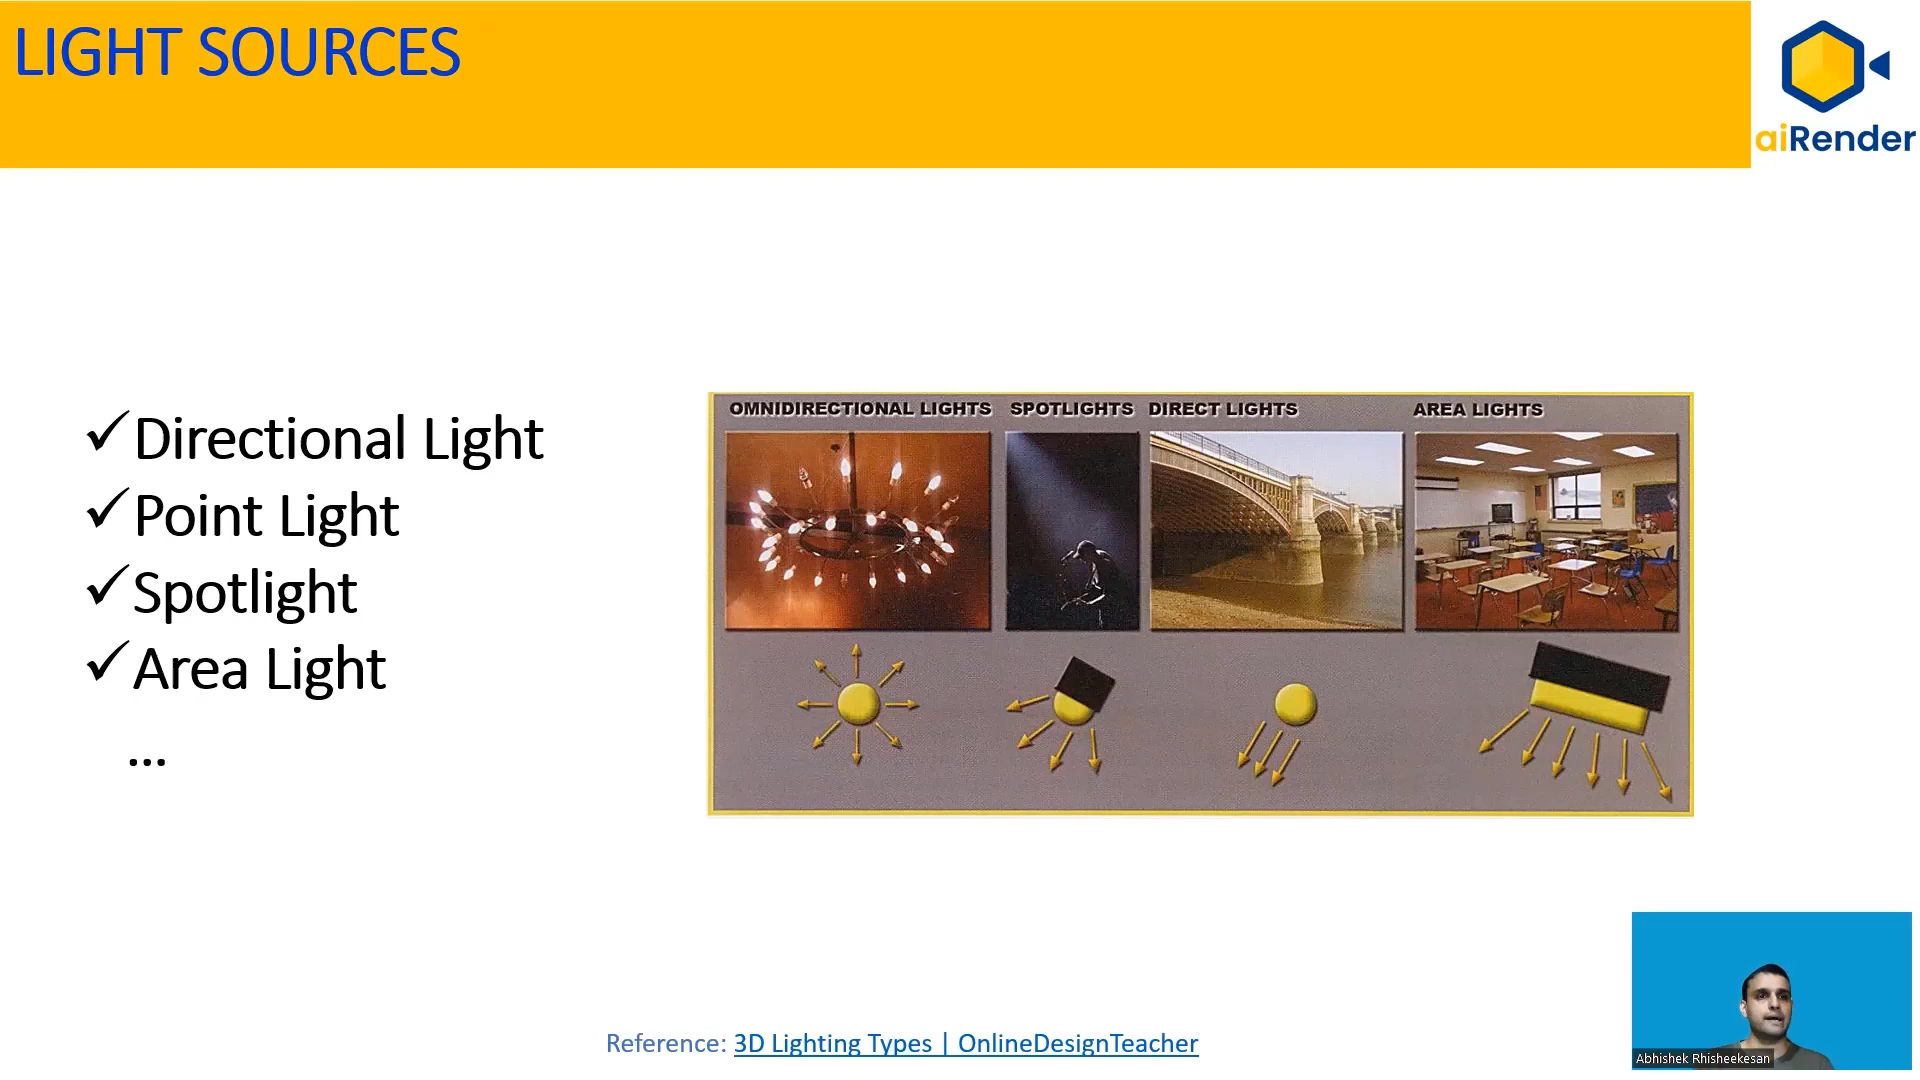 LIGHT SOURCES
aiRender
✓Directional Light
✓Point Light
✓Spotlight
✓Area Light
...
OMNIDIRECTIONAL LIGHTS SPOTLIGHTS DIRECT LIGHTS AREA LIGHTS
Reference: 3D Lighting Types | OnlineDesignTeacher
Abhishek Rhisheekesan